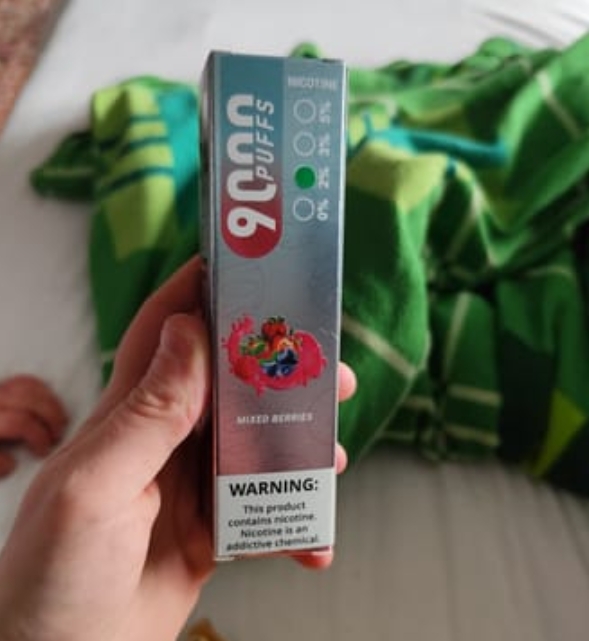 9000
PUFFS
NICOTINE
5%
3%
2%
0%
MIXED BERRIES
WARNING:
This product
contains nicotine.
Nicotine is an
addictive chemical.